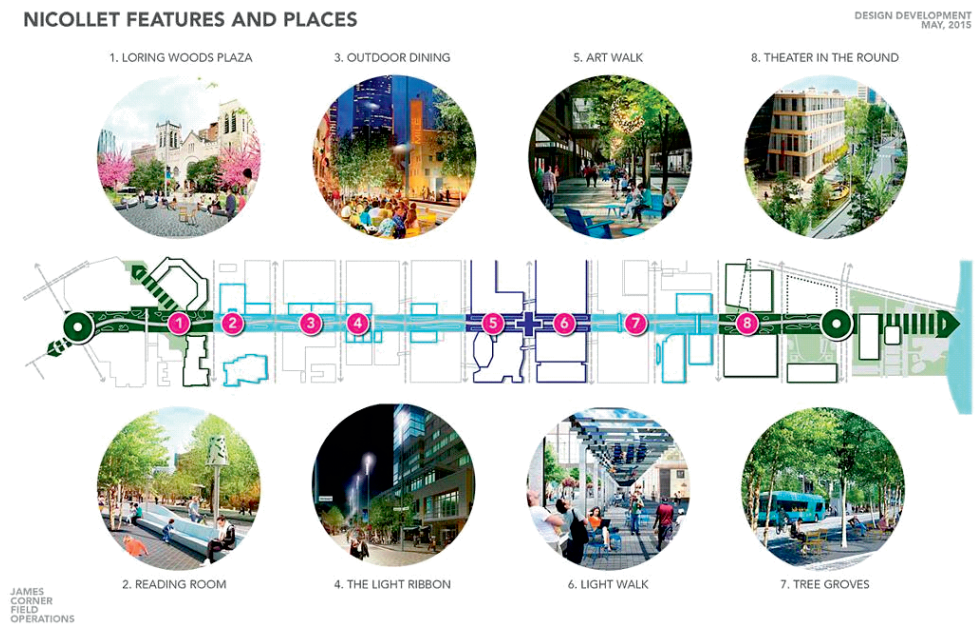 NICOLLET FEATURES AND PLACES
DESIGN DEVELOPMENT
MAY, 2015
1. LORING WOODS PLAZA
3. OUTDOOR DINING
5. ART WALK
8. THEATER IN THE ROUND
1
2
3
4
5
6
7
8
2. READING ROOM
4. THE LIGHT RIBBON
6. LIGHT WALK
7. TREE GROVES
JAMES
CORNER
FIELD
OPERATIONS